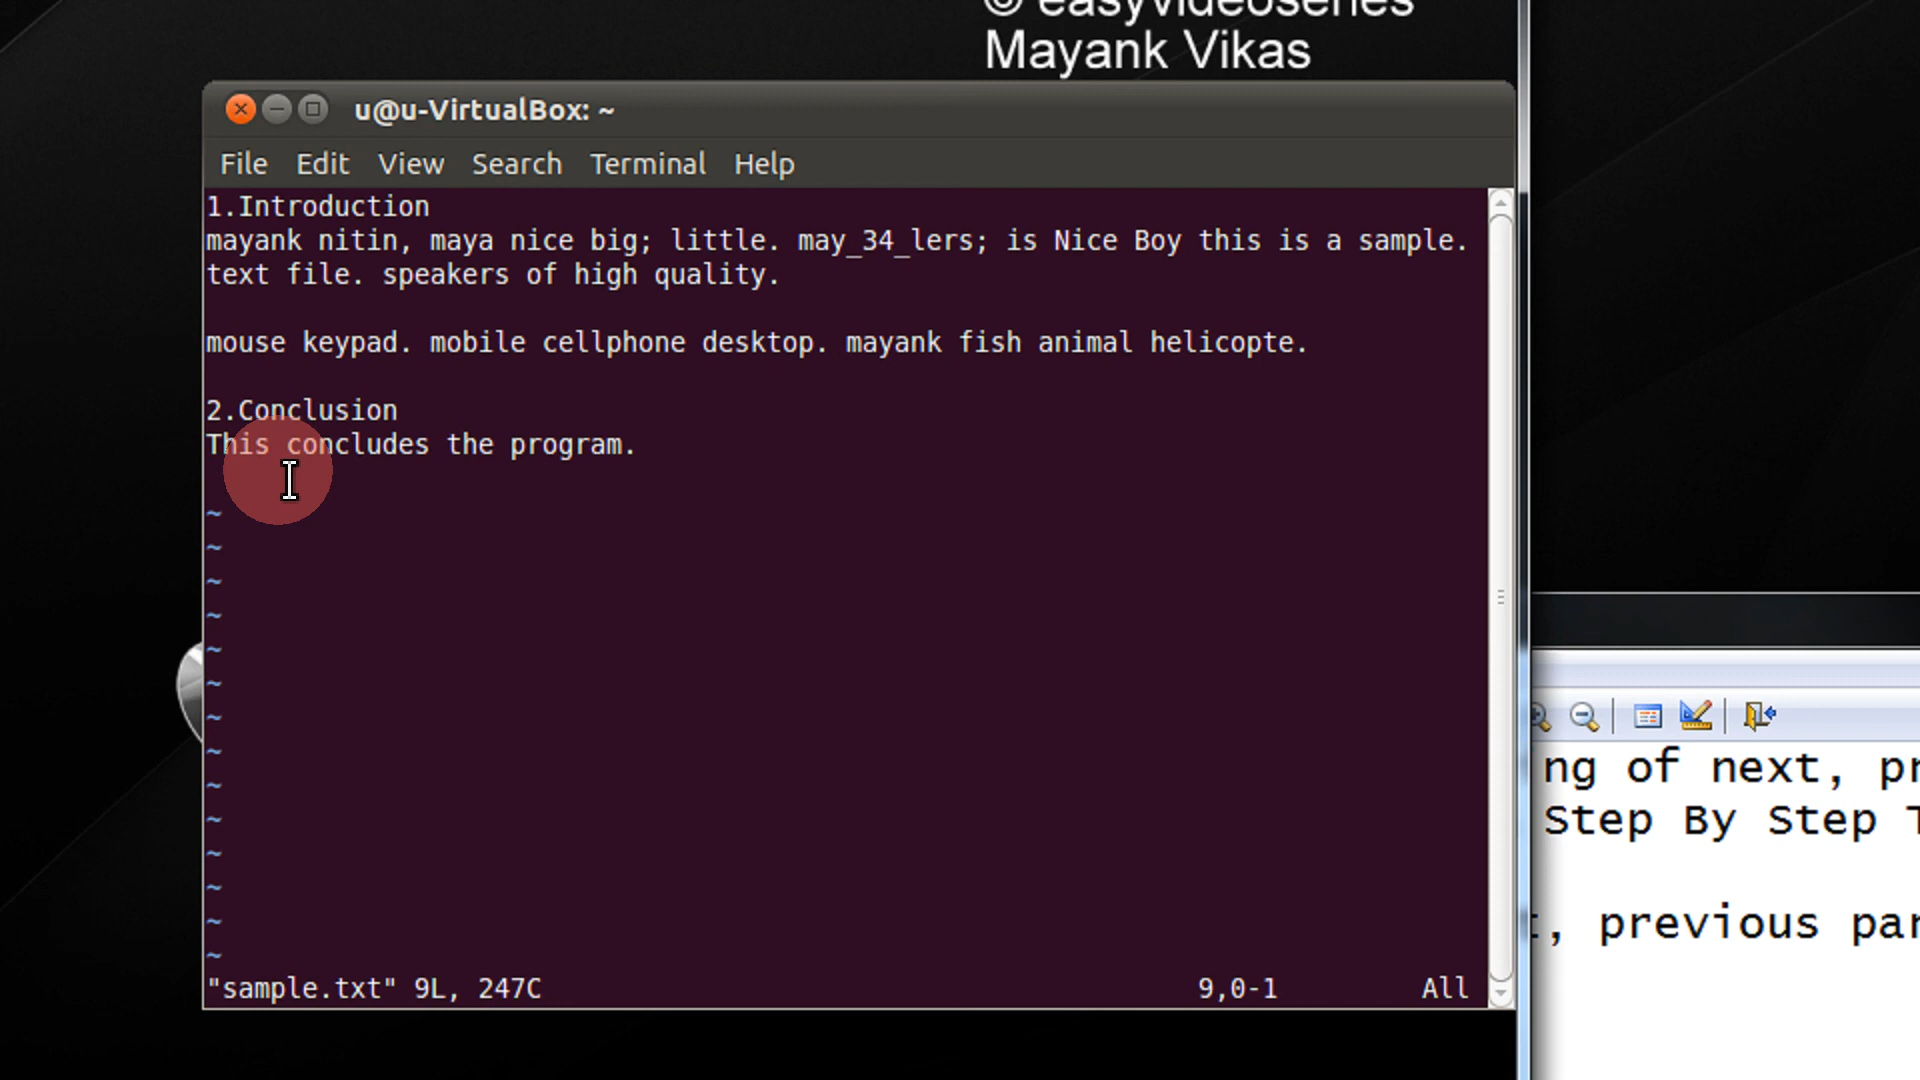 © easyvideoseries
Mayank Vikas
u@u-VirtualBox: ~
File Edit View Search Terminal Help
1.Introduction
mayank nitin, maya nice big; little. may_34_lers; is Nice Boy this is a sample.
text file. speakers of high quality.
mouse keypad. mobile cellphone desktop. mayank fish animal helicopte.
2.Conclusion
This concludes the program.
~
~
~
~
~
~
~
~
~
~
~
~
~
~
"sample.txt" 9L, 247C 9,0-1 All
ng of next, pr
Step By Step T
, previous par